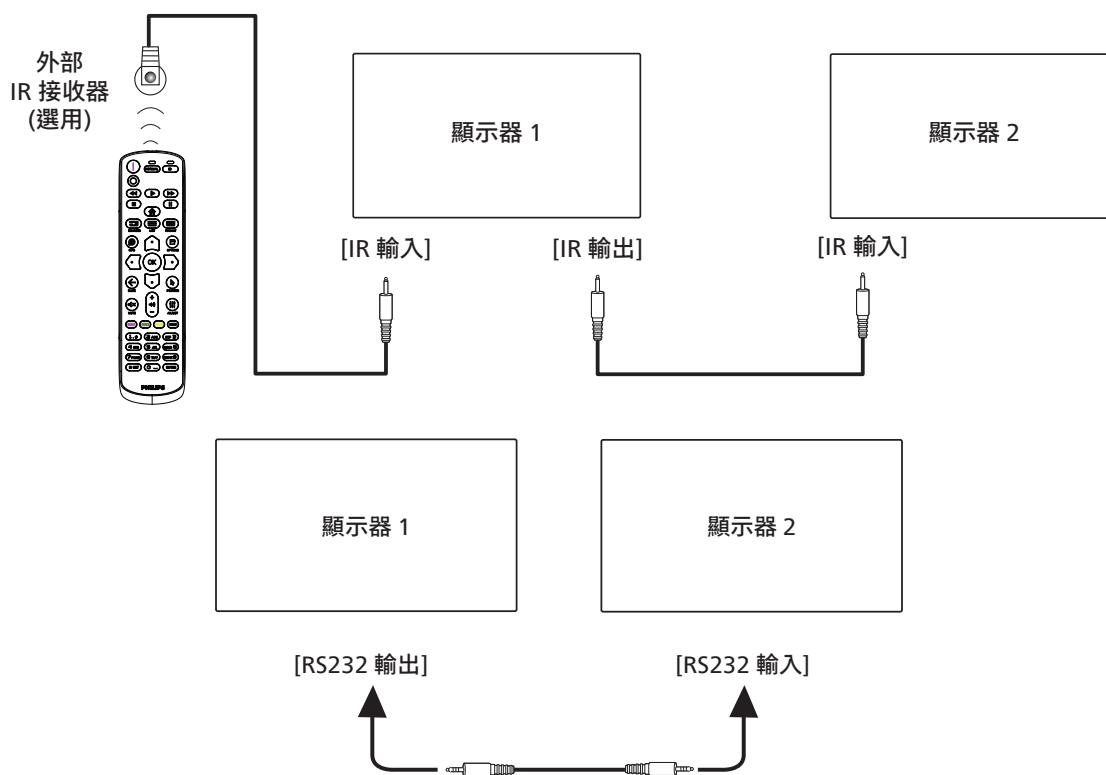 外部
IR 接收器
(選用)
顯示器 1
顯示器 2
[IR 輸入]
[IR 輸出]
[IR 輸入]
OK
PHILIPS
顯示器 1
顯示器 2
[RS232 輸出]
[RS232 輸入]